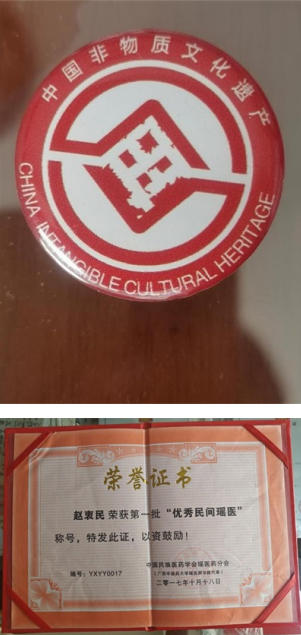 中国非物质文化遗产
CHINA INTANGIBLE CULTURAL HERITAGE
荣誉证书
赵衷民 荣获第一批“优秀民间瑶医”
称号，特发此证，以资鼓励！
中国民族医药学会瑶医药分会
编号：YXYY0017
二〇一七年十月十八日